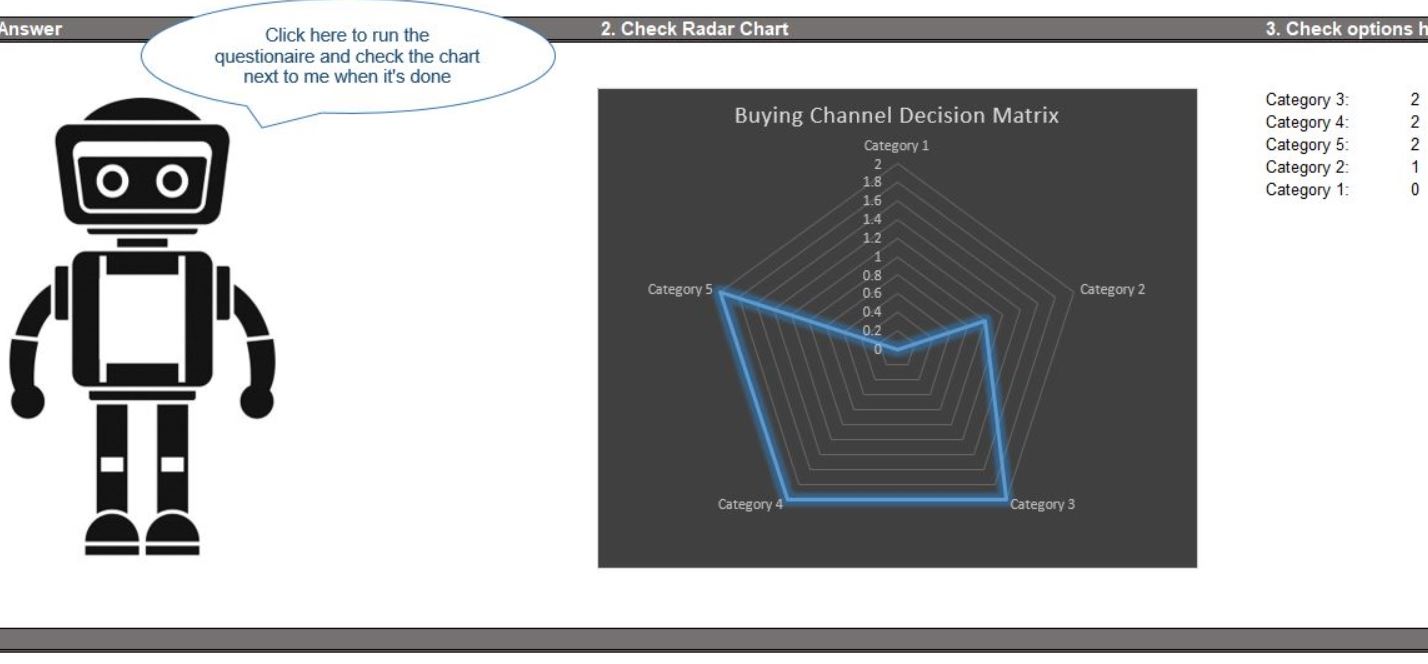 Answer
2. Check Radar Chart
3. Check options h
Click here to run the
questionaire and check the chart
next to me when it's done
Buying Channel Decision Matrix
Category 1
2
1.8
1.6
1.4
1.2
1
0.8
0.6
0.4
0.2
0
Category 5
Category 2
Category 4
Category 3
Category 3: 2
Category 4: 2
Category 5: 2
Category 2: 1
Category 1: 0